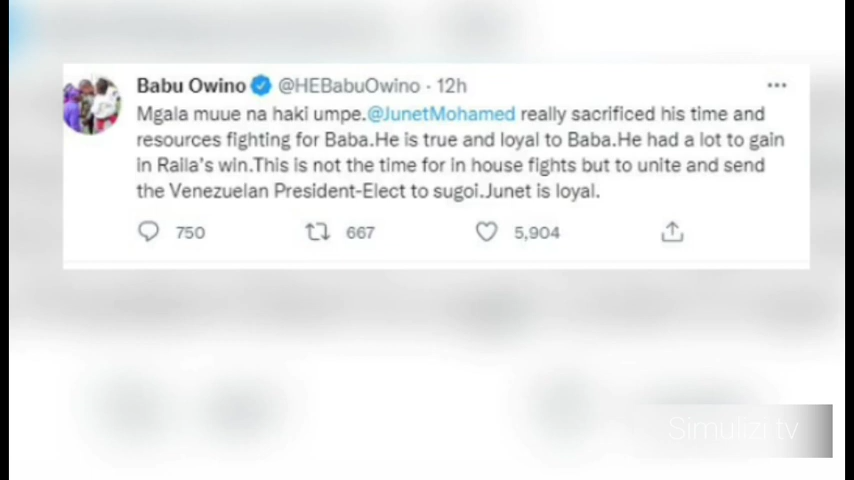 Babu Owino @HEBabuOwino · 12h
Mgala muue na haki umpe.@JunetMohamed really sacrificed his time and
resources fighting for Baba.He is true and loyal to Baba.He had a lot to gain
in Raila's win.This is not the time for in house fights but to unite and send
the Venezuelan President-Elect to sugoi.Junet is loyal.
750 667 5,904
Simulizi tv